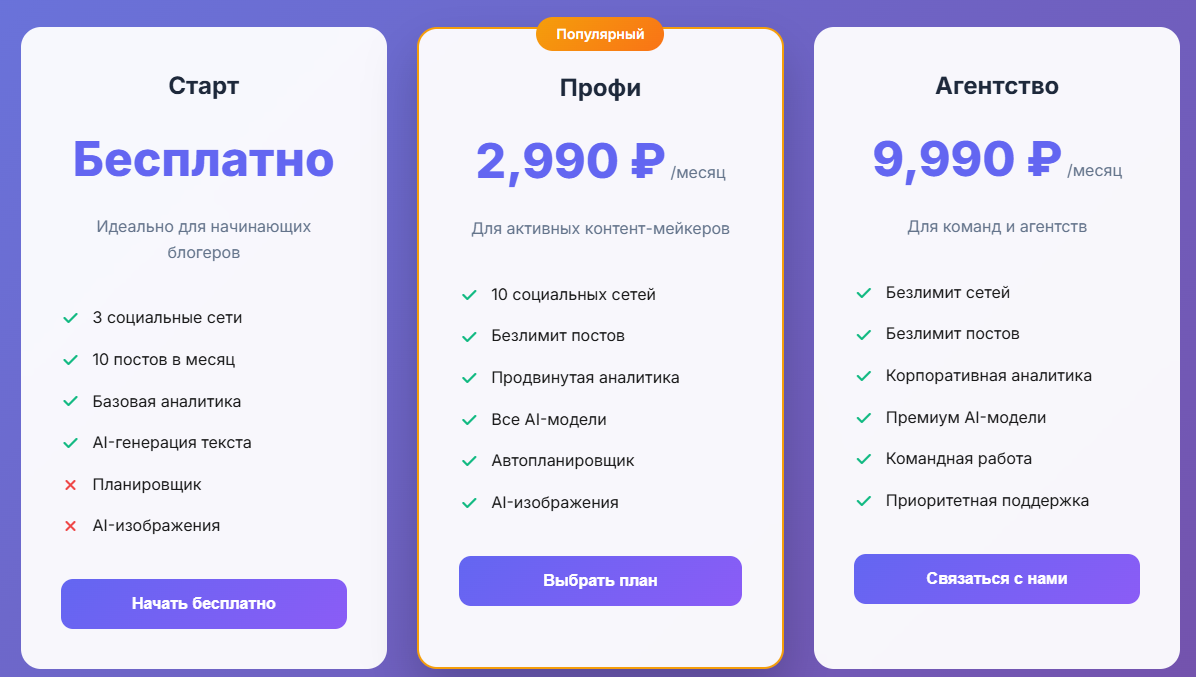 Старт
Бесплатно
Идеально для начинающих
блогеров
3 социальные сети
10 постов в месяц
Базовая аналитика
AI-генерация текста
Планировщик
AI-изображения
Начать бесплатно
Популярный
Профи
2,990 ₽ /месяц
Для активных контент-мейкеров
10 социальных сетей
Безлимит постов
Продвинутая аналитика
Все AI-модели
Автопланировщик
AI-изображения
Выбрать план
Агентство
9,990 ₽ /месяц
Для команд и агентств
Безлимит сетей
Безлимит постов
Корпоративная аналитика
Премиум AI-модели
Командная работа
Приоритетная поддержка
Связаться с нами